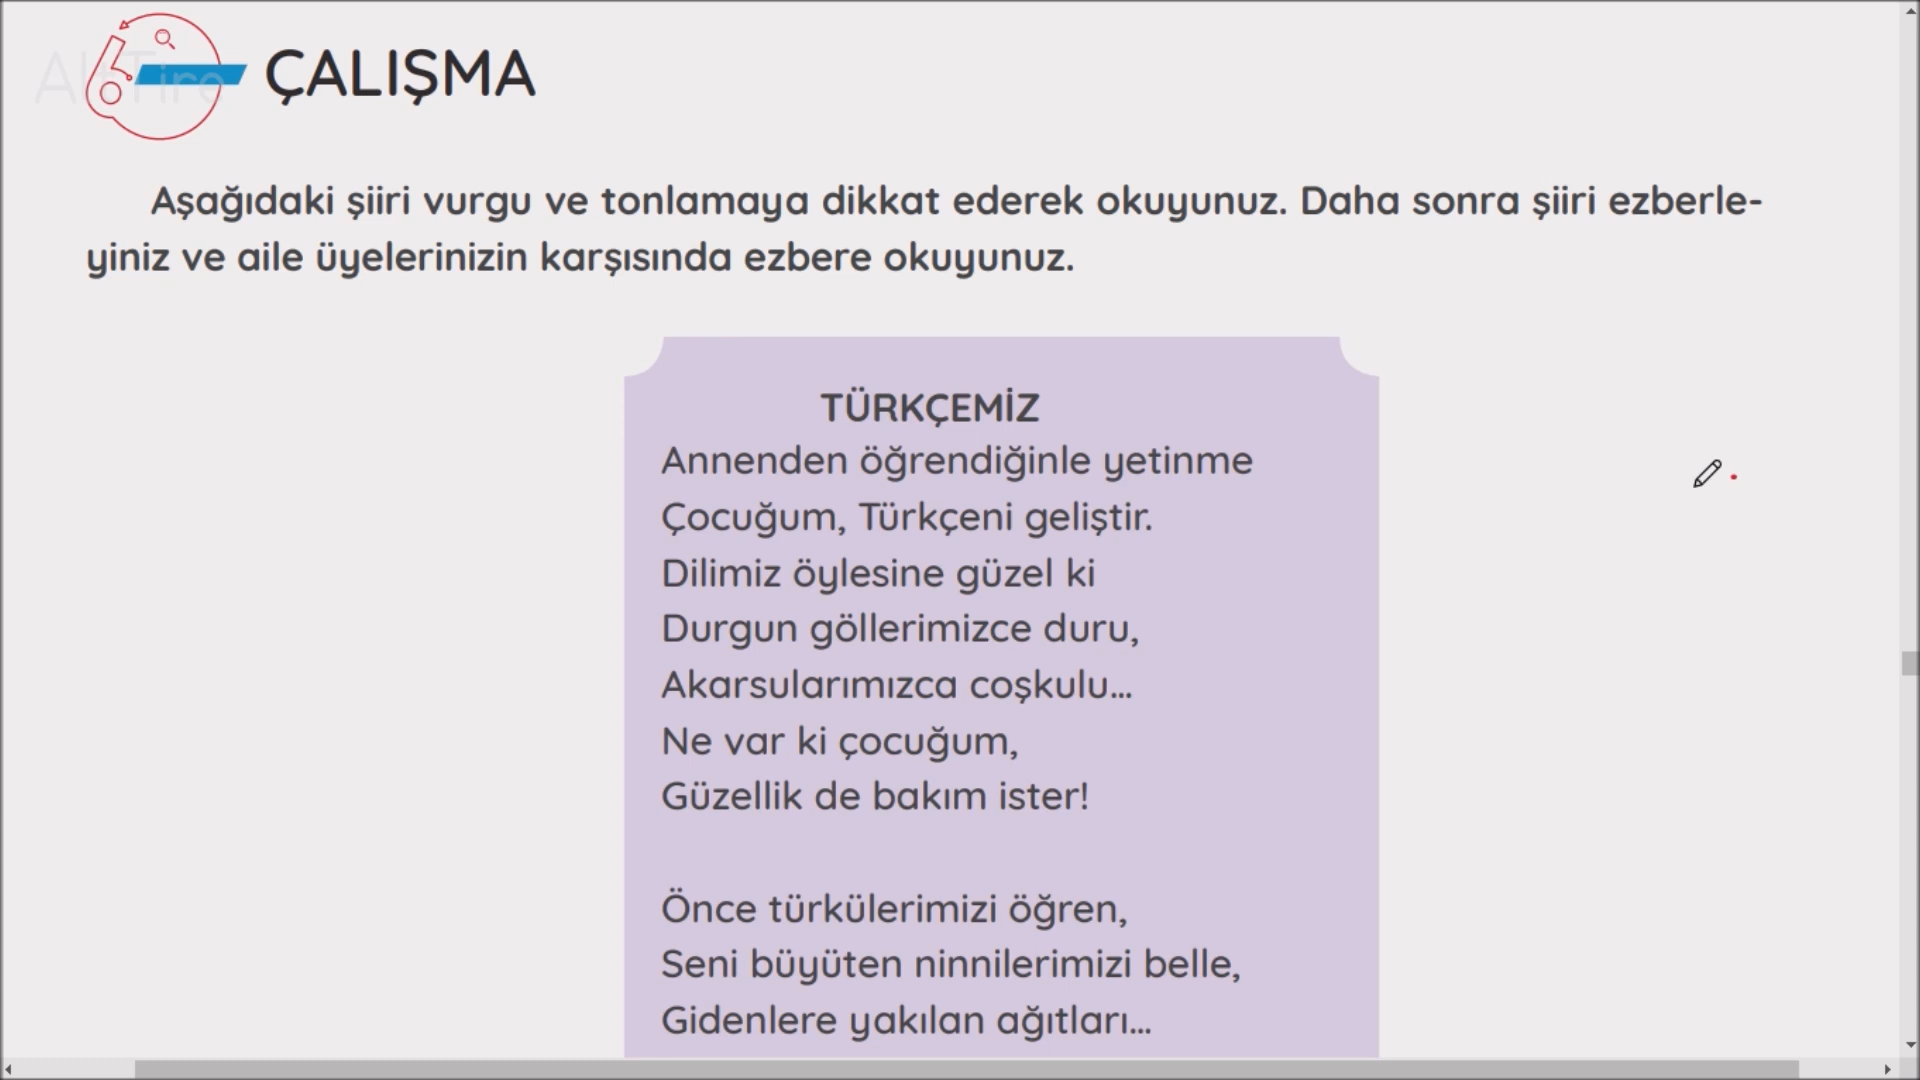 AltTire
ÇALIŞMA
Aşağıdaki şiiri vurgu ve tonlamaya dikkat ederek okuyunuz. Daha sonra şiiri ezberle-
yiniz ve aile üyelerinizin karşısında ezbere okuyunuz.
TÜRKÇEMİZ
Annenden öğrendiğinle yetinme
Çocuğum, Türkçeni geliştir.
Dilimiz öylesine güzel ki
Durgun göllerimizce duru,
Akarsularımızca coşkulu...
Ne var ki çocuğum,
Güzellik de bakım ister!
Önce türkülerimizi öğren,
Seni büyüten ninnilerimizi belle,
Gidenlere yakılan ağıtları...